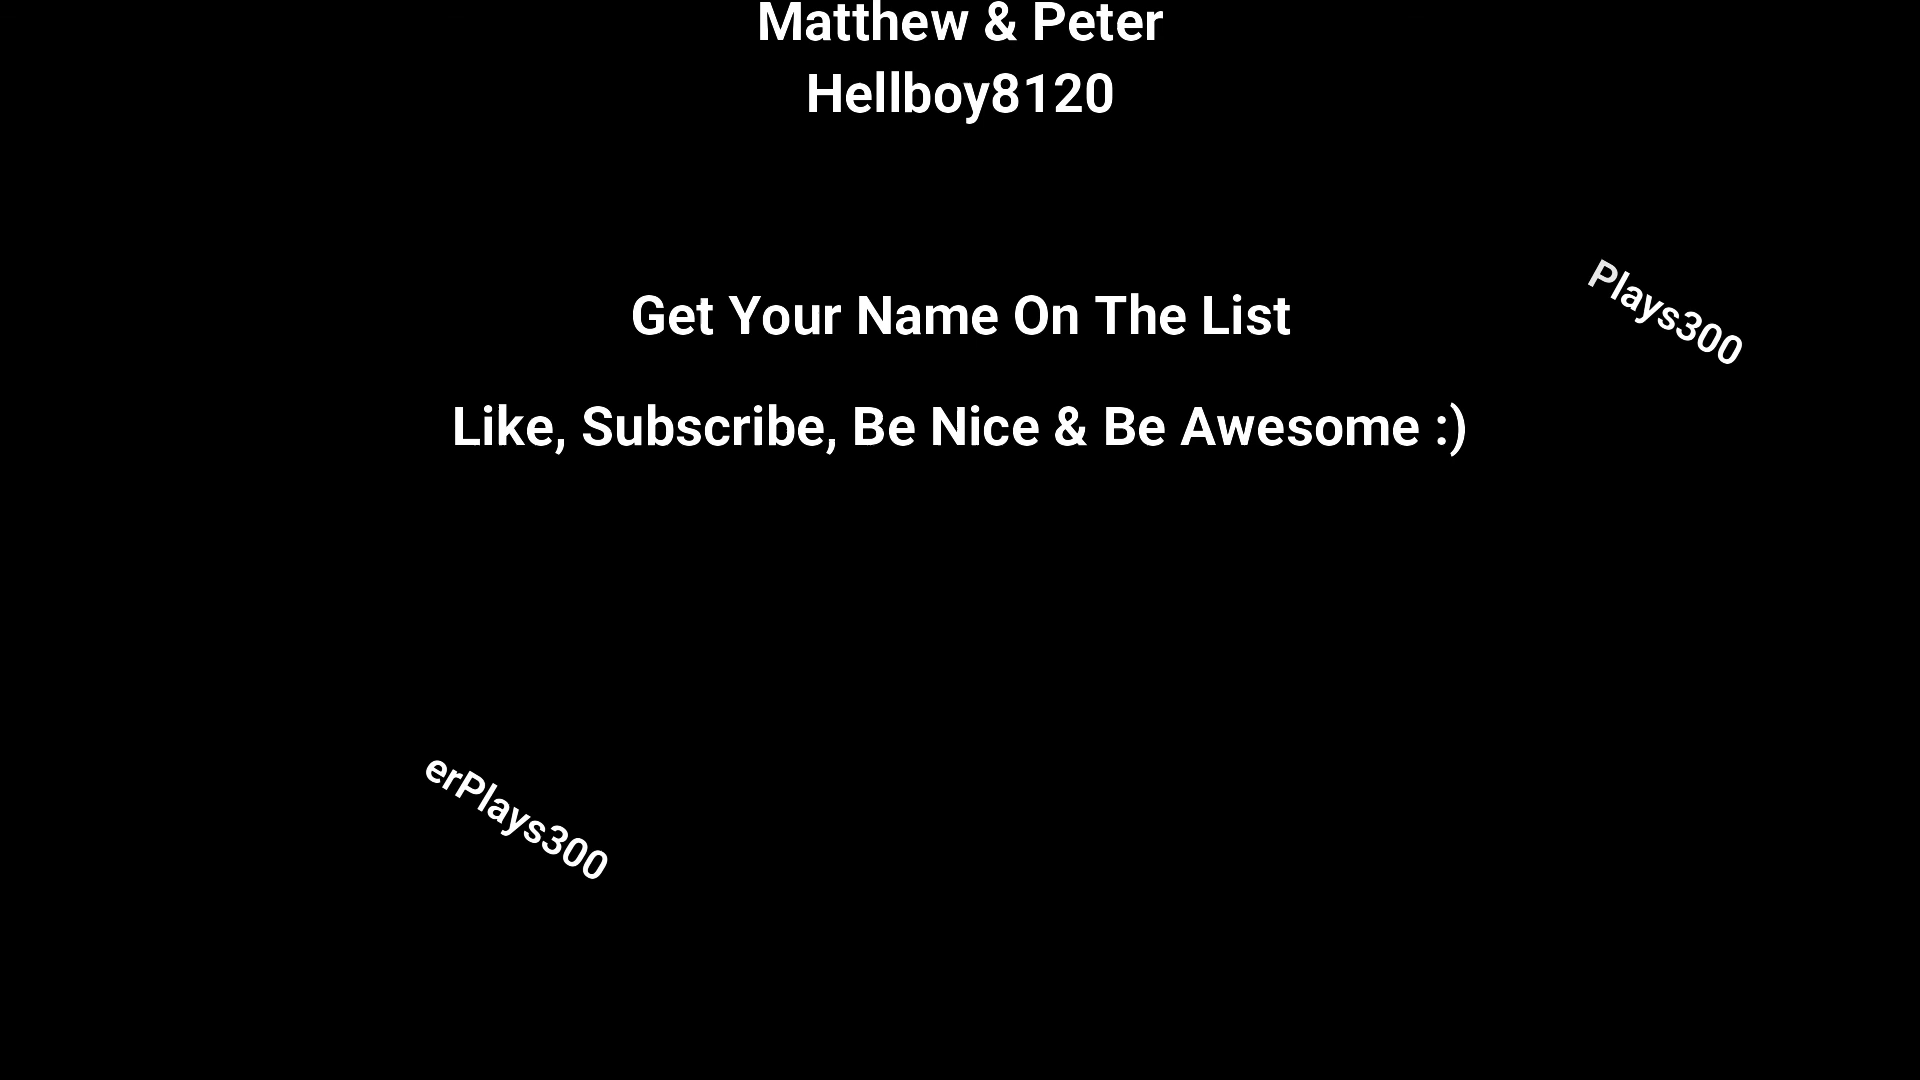 Matthew & Peter
Hellboy8120
Get Your Name On The List
Plays300
Like, Subscribe, Be Nice & Be Awesome :)
erPlays300